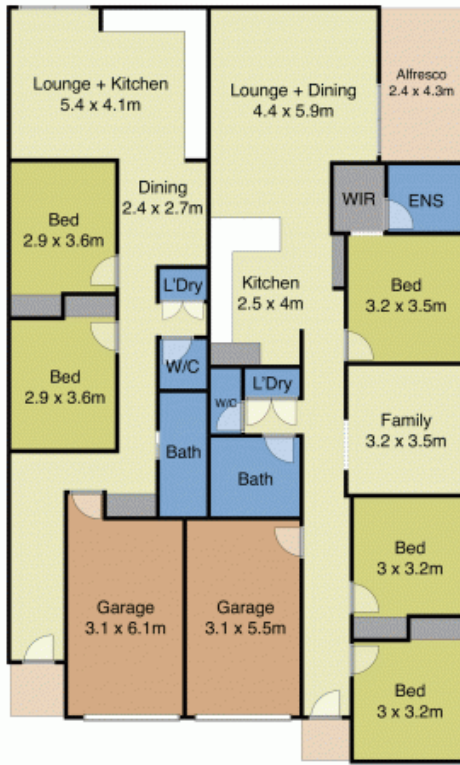 Lounge + Kitchen
5.4 x 4.1m
Lounge + Dining
4.4 x 5.9m
Alfresco
2.4 x 4.3m
Dining
2.4 x 2.7m
WIR
ENS
Bed
2.9 x 3.6m
L'Dry
Kitchen
2.5 x 4m
Bed
3.2 x 3.5m
W/C
Bed
2.9 x 3.6m
W/C
L'Dry
Family
3.2 x 3.5m
Bath
Bath
Bed
3 x 3.2m
Garage
3.1 x 6.1m
Garage
3.1 x 5.5m
Bed
3 x 3.2m